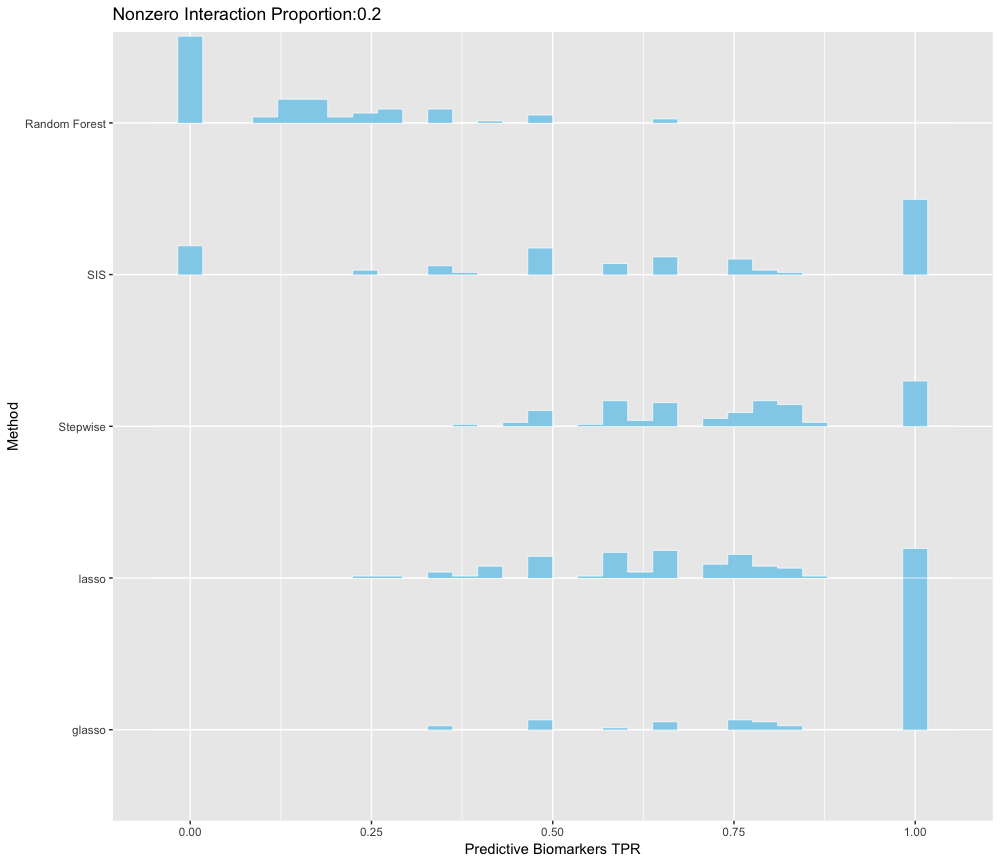 Nonzero Interaction Proportion:0.2
Random Forest
SIS
Stepwise
lasso
glasso
Method
0.00 0.25 0.50 0.75 1.00
Predictive Biomarkers TPR